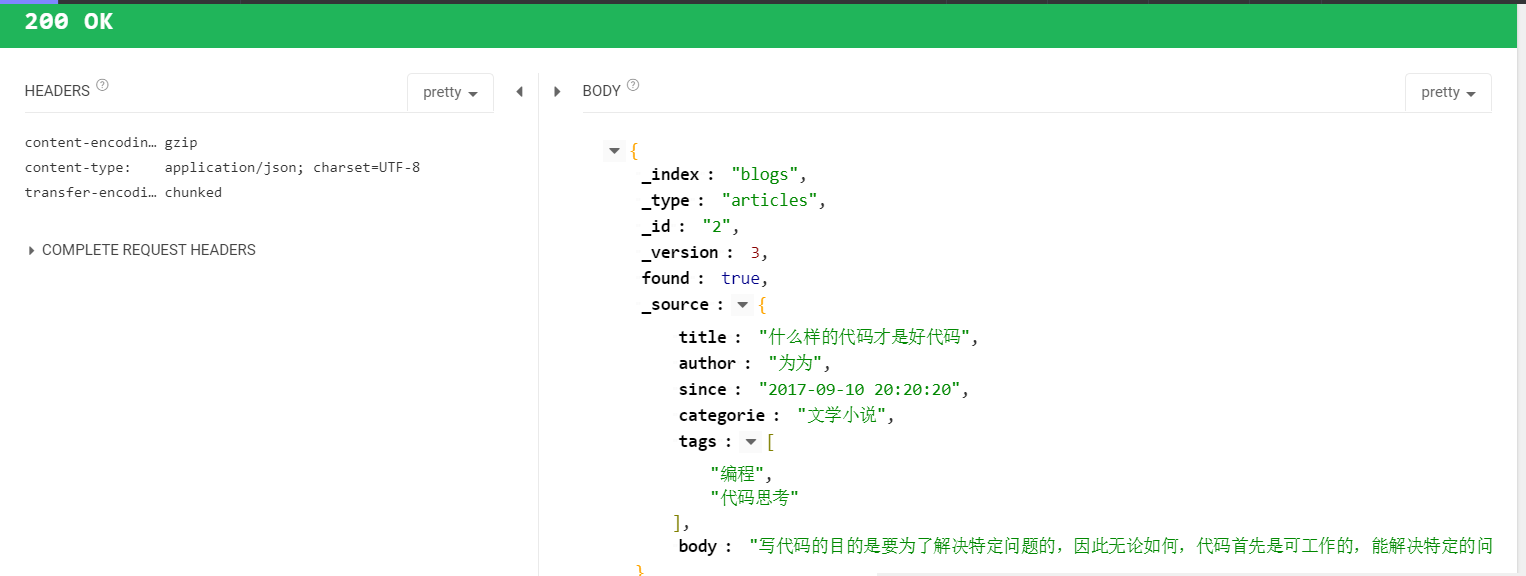 200 OK
HEADERS ? pretty
BODY ? pretty
content-encodin… gzip
content-type: application/json; charset=UTF-8
transfer-encodi… chunked
COMPLETE REQUEST HEADERS
{
_index : "blogs",
_type : "articles",
_id : "2",
_version : 3,
found : true,
_source : {
title : "什么样的代码才是好代码",
author : "为为",
since : "2017-09-10 20:20:20",
categorie : "文学小说",
tags : [
"编程",
"代码思考"
],
body : "写代码的目的是要为了解决特定问题的，因此无论如何，代码首先是可工作的，能解决特定的问
}